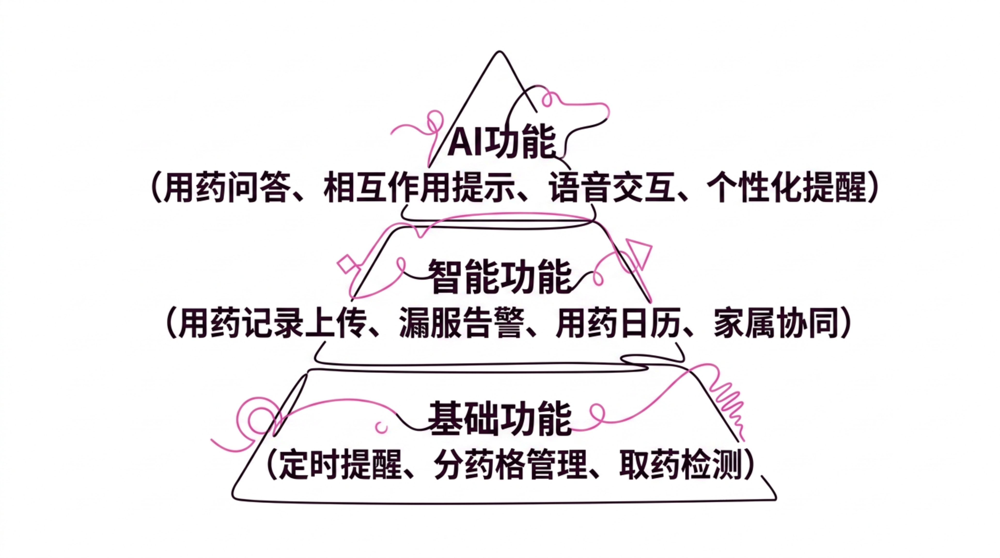 AI功能
（用药问答、相互作用提示、语音交互、个性化提醒）
智能功能
（用药记录上传、漏服告警、用药日历、家属协同）
基础功能
（定时提醒、分药格管理、取药检测）